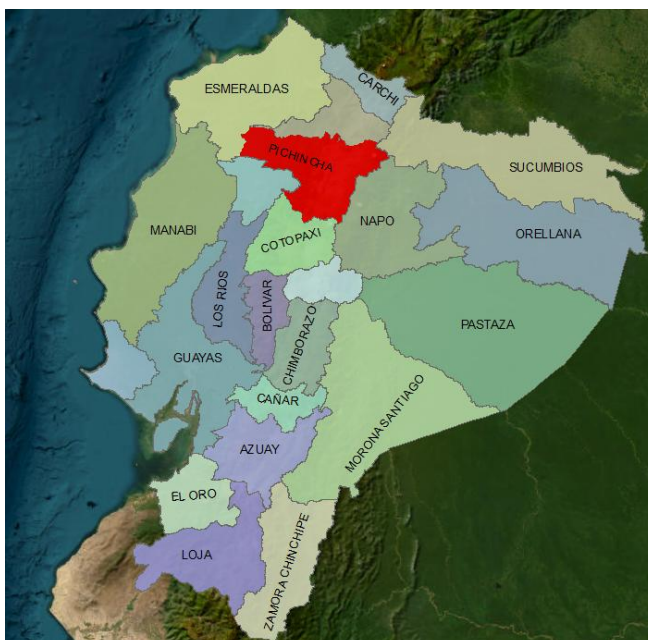 ESMERALDAS
CARCHI
PICHINCHA
SUCUMBIOS
MANABI
NAPO
COTOPAXI
ORELLANA
LOS RIOS
BOLIVAR
CHIMBORAZO
PASTAZA
GUAYAS
CAÑAR
MORONA SANTIAGO
AZUAY
EL ORO
LOJA
ZAMORA CHINCHIPE